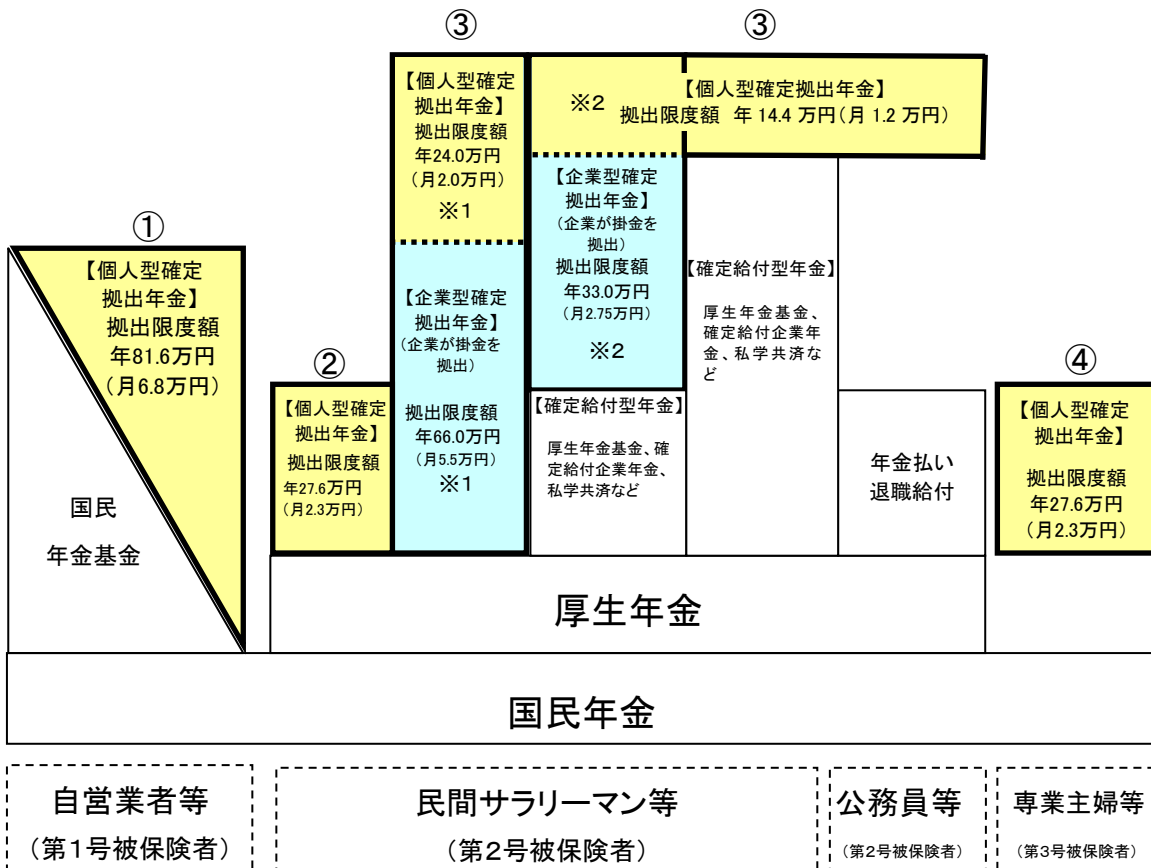 ③
③
【個人型確定
拠出年金】
拠出限度額
年24.0万円
（月2.0万円）
※1
※2
【個人型確定拠出年金】
拠出限度額 年 14.4 万円（月 1.2 万円）
【企業型確定
拠出年金】
（企業が掛金を
拠出）
拠出限度額
年33.0万円
（月2.75万円）
※2
①
【個人型確定
拠出年金】
拠出限度額
年81.6万円
（月6.8万円）
国民
年金基金
②
【個人型確定
拠出年金】
拠出限度額
年27.6万円
（月2.3万円）
【企業型確定
拠出年金】
（企業が掛金を
拠出）
拠出限度額
年66.0万円
（月5.5万円）
※1
【確定給付型年金】
厚生年金基金、確
定給付企業年金、
私学共済など
【確定給付型年金】
厚生年金基金、
確定給付企業年
金、私学共済な
ど
年金払い
退職給付
④
【個人型確定
拠出年金】
拠出限度額
年27.6万円
（月2.3万円）
厚生年金
国民年金
自営業者等
（第１号被保険者）
民間サラリーマン等
（第２号被保険者）
公務員等
（第２号被保険者）
専業主婦等
（第３号被保険者）